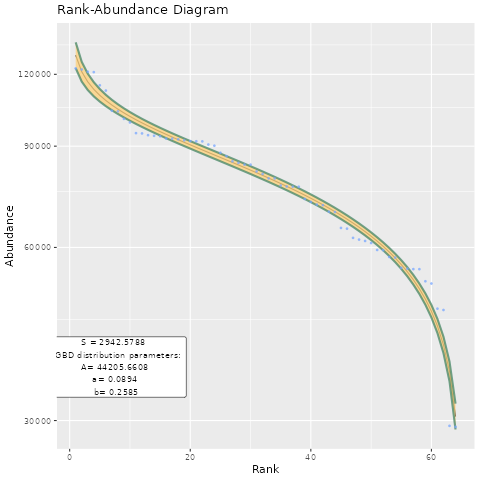 Rank-Abundance Diagram
120000
90000
60000
30000
Abundance
S = 2942.5788
GBD distribution parameters:
A= 44205.6608
a= 0.0894
b= 0.2585
0
20
40
60
Rank